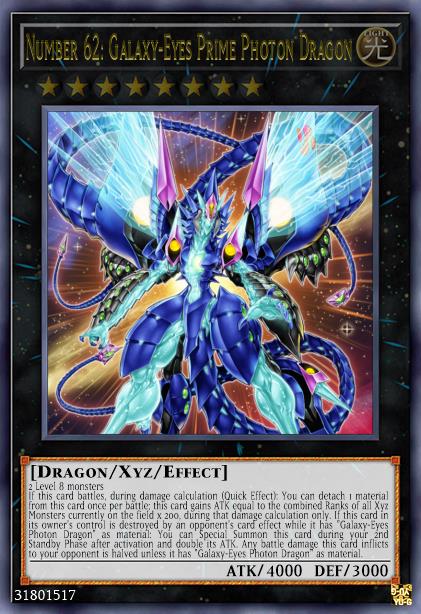 NUMBER 62: GALAXY-EYES PRIME PHOTON DRAGON
LIGHT
光
[DRAGON/XYZ/EFFECT]
2 Level 8 monsters
If this card battles, during damage calculation (Quick Effect): You can detach 1 material
from this card once per battle; this card gains ATK equal to the combined Ranks of all Xyz
Monsters currently on the field x 200, during that damage calculation only. If this card in
its owner's control is destroyed by an opponent's card effect while it has "Galaxy-Eyes
Photon Dragon" as material: You can Special Summon this card during your 2nd
Standby Phase after activation and double its ATK. Any battle damage this card inflicts
to your opponent is halved unless it has "Galaxy-Eyes Photon Dragon" as material.
ATK/4000 DEF/3000
31801517